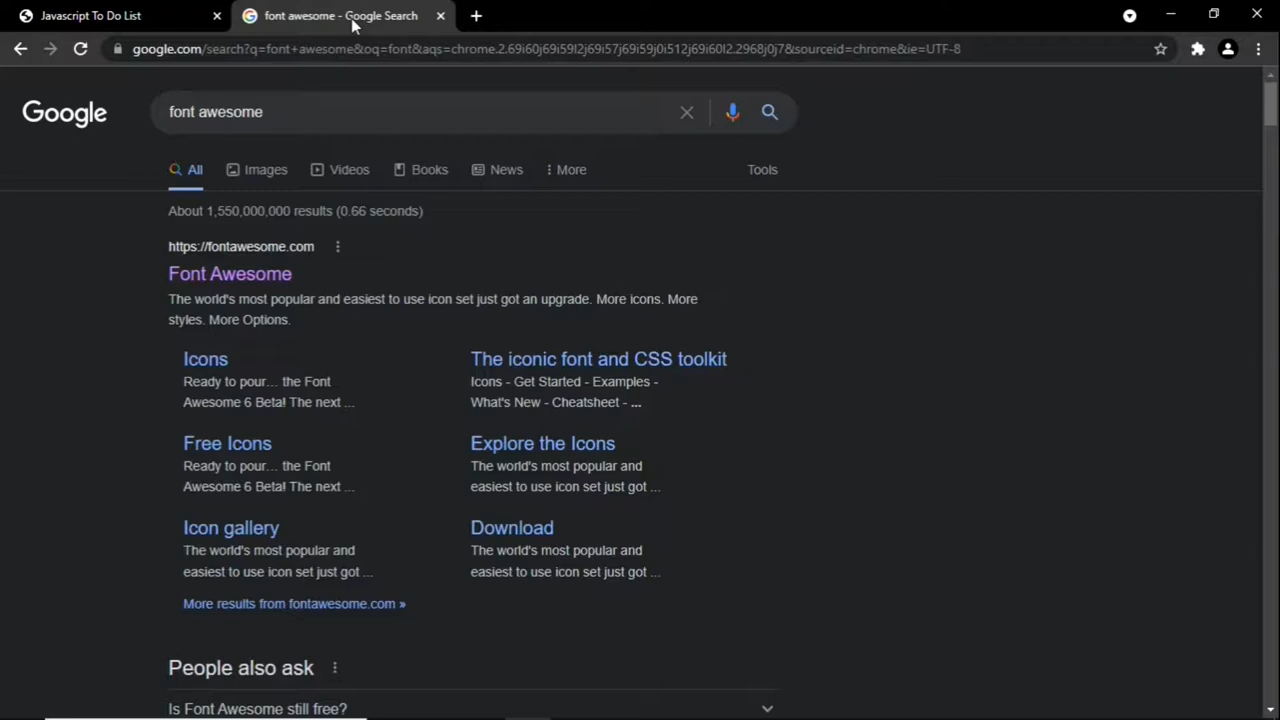 Javascript To Do List
font awesome - Google Search
google.com/search?q=font+awesome&oq=font&aqs=chrome.2.69i60j69i59l2j69i57j69i59j0i512j69i60l2.2968j0j7&sourceid=chrome&ie=UTF-8
Google
font awesome
All Images Videos Books News More Tools
About 1,550,000,000 results (0.66 seconds)
https://fontawesome.com
Font Awesome
The world's most popular and easiest to use icon set just got an upgrade. More icons. More
styles. More Options.
Icons
Ready to pour... the Font
Awesome 6 Beta! The next ...
The iconic font and CSS toolkit
Icons - Get Started - Examples -
What's New - Cheatsheet - ...
Free Icons
Ready to pour... the Font
Awesome 6 Beta! The next ...
Explore the Icons
The world's most popular and
easiest to use icon set just got ...
Icon gallery
The world's most popular and
easiest to use icon set just got ...
Download
The world's most popular and
easiest to use icon set just got ...
More results from fontawesome.com »
People also ask
Is Font Awesome still free?